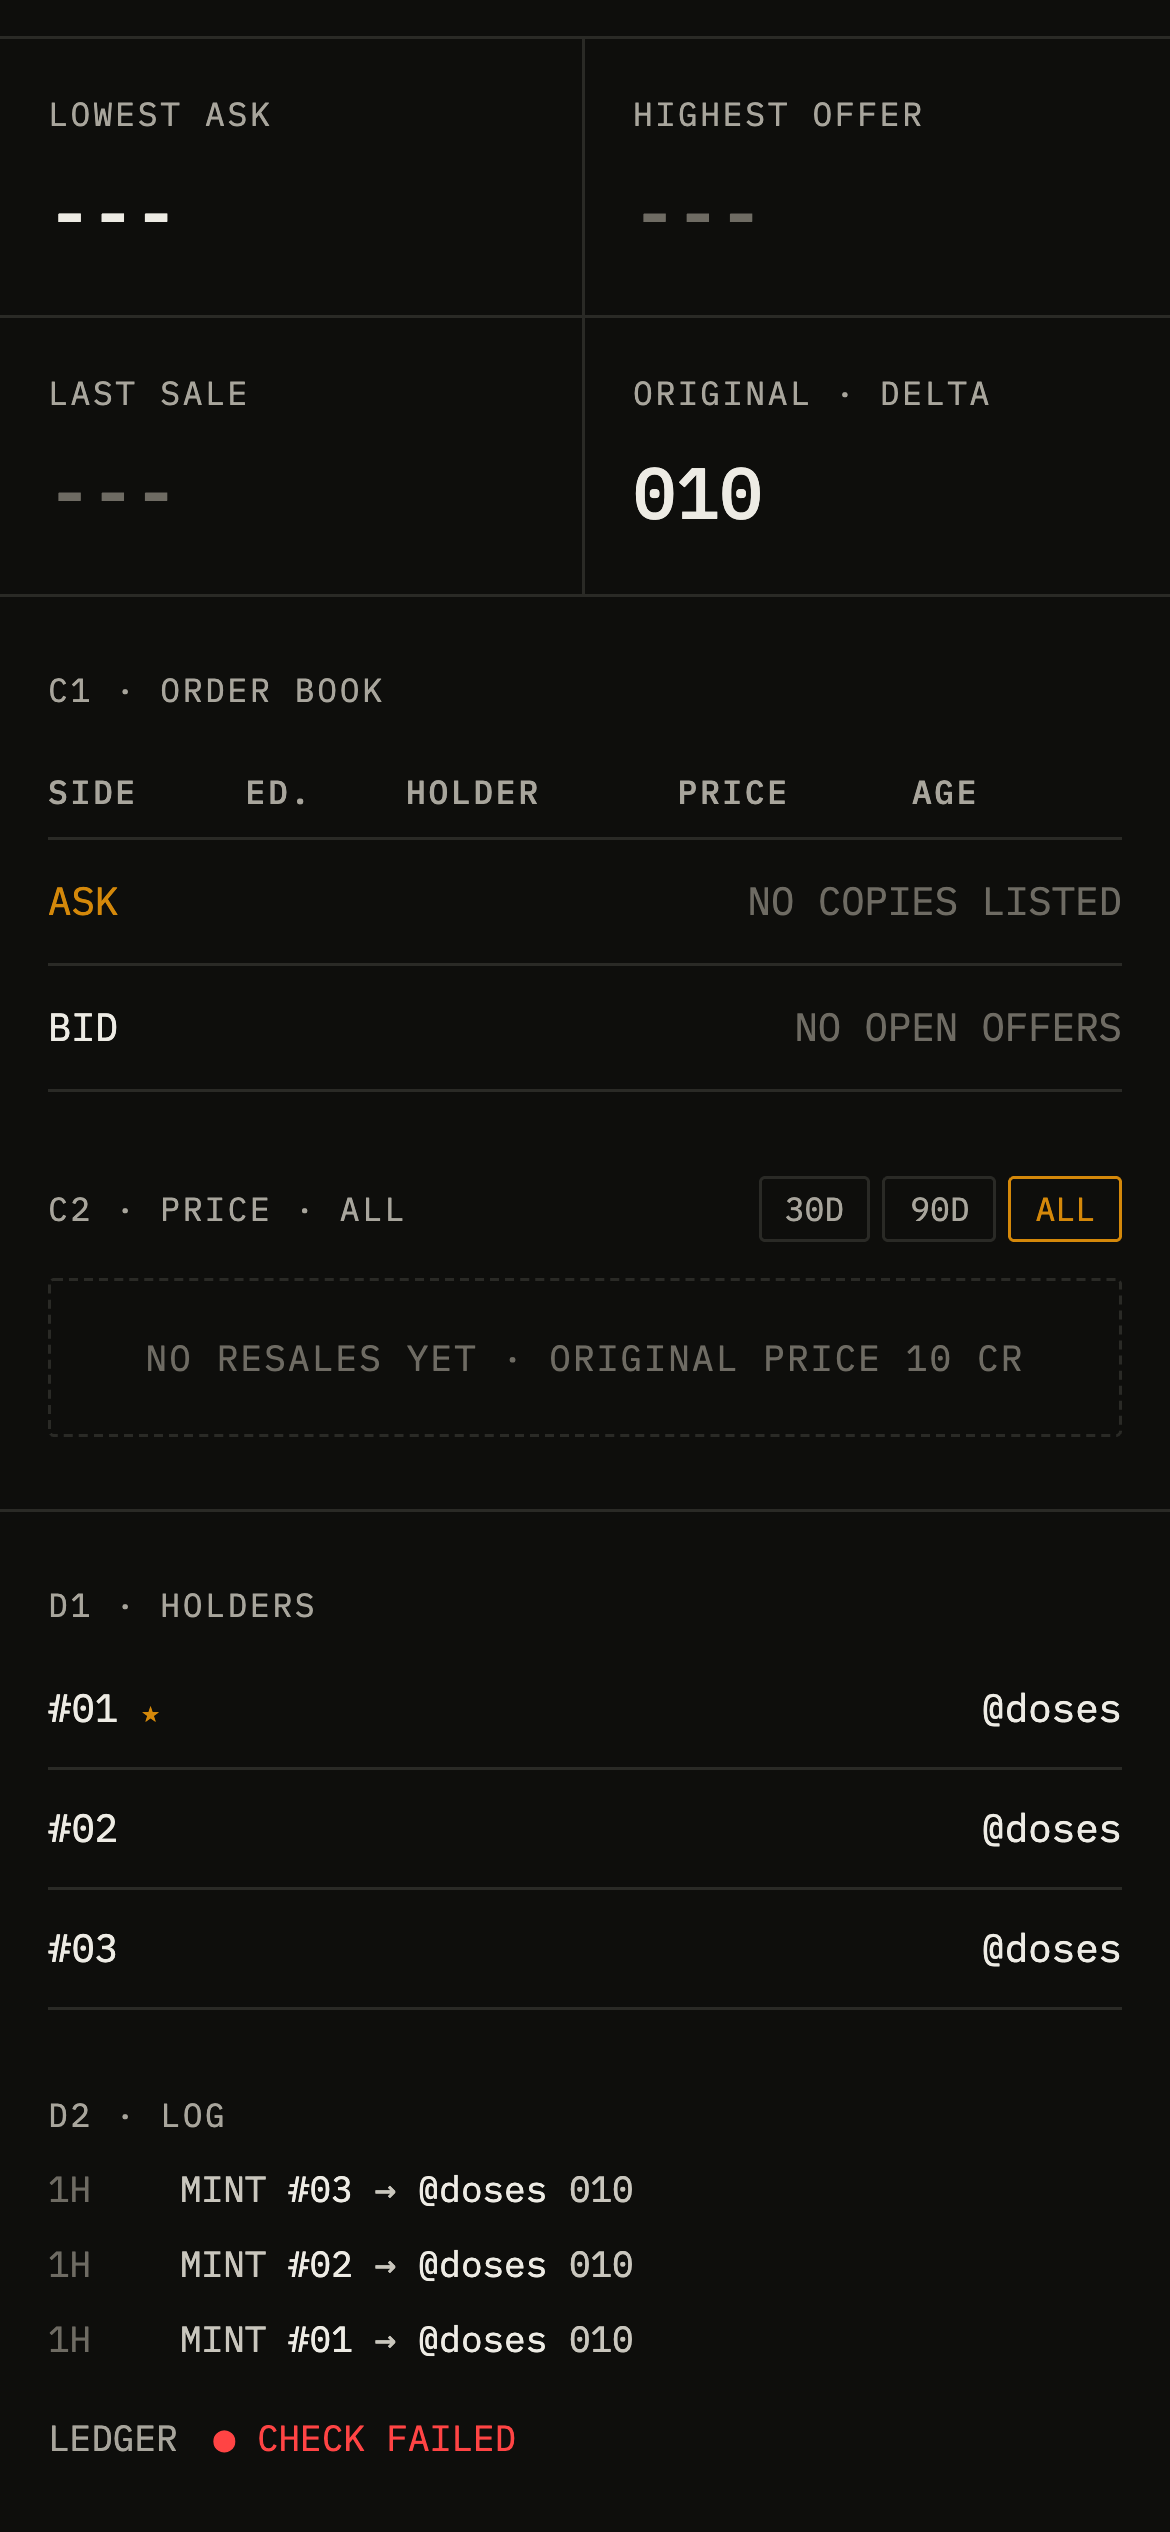 LOWEST ASK
HIGHEST OFFER
---
---
LAST SALE
ORIGINAL · DELTA
---
010
C1 · ORDER BOOK
SIDE ED. HOLDER PRICE AGE
ASK NO COPIES LISTED
BID NO OPEN OFFERS
C2 · PRICE · ALL 30D 90D ALL
NO RESALES YET · ORIGINAL PRICE 10 CR
D1 · HOLDERS
#01 ★ @doses
#02 @doses
#03 @doses
D2 · LOG
1H MINT #03 → @doses 010
1H MINT #02 → @doses 010
1H MINT #01 → @doses 010
LEDGER ● CHECK FAILED